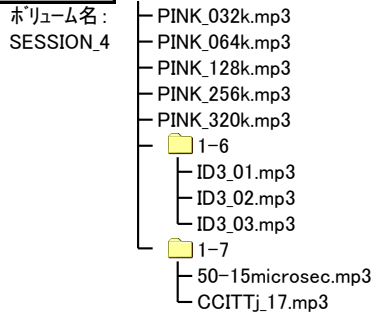 ﾎﾞﾘｭｰﾑ名:
SESSION_4
PINK_032k.mp3
PINK_064k.mp3
PINK_128k.mp3
PINK_256k.mp3
PINK_320k.mp3
1-6
ID3_01.mp3
ID3_02.mp3
ID3_03.mp3
1-7
50-15microsec.mp3
CCITTj_17.mp3